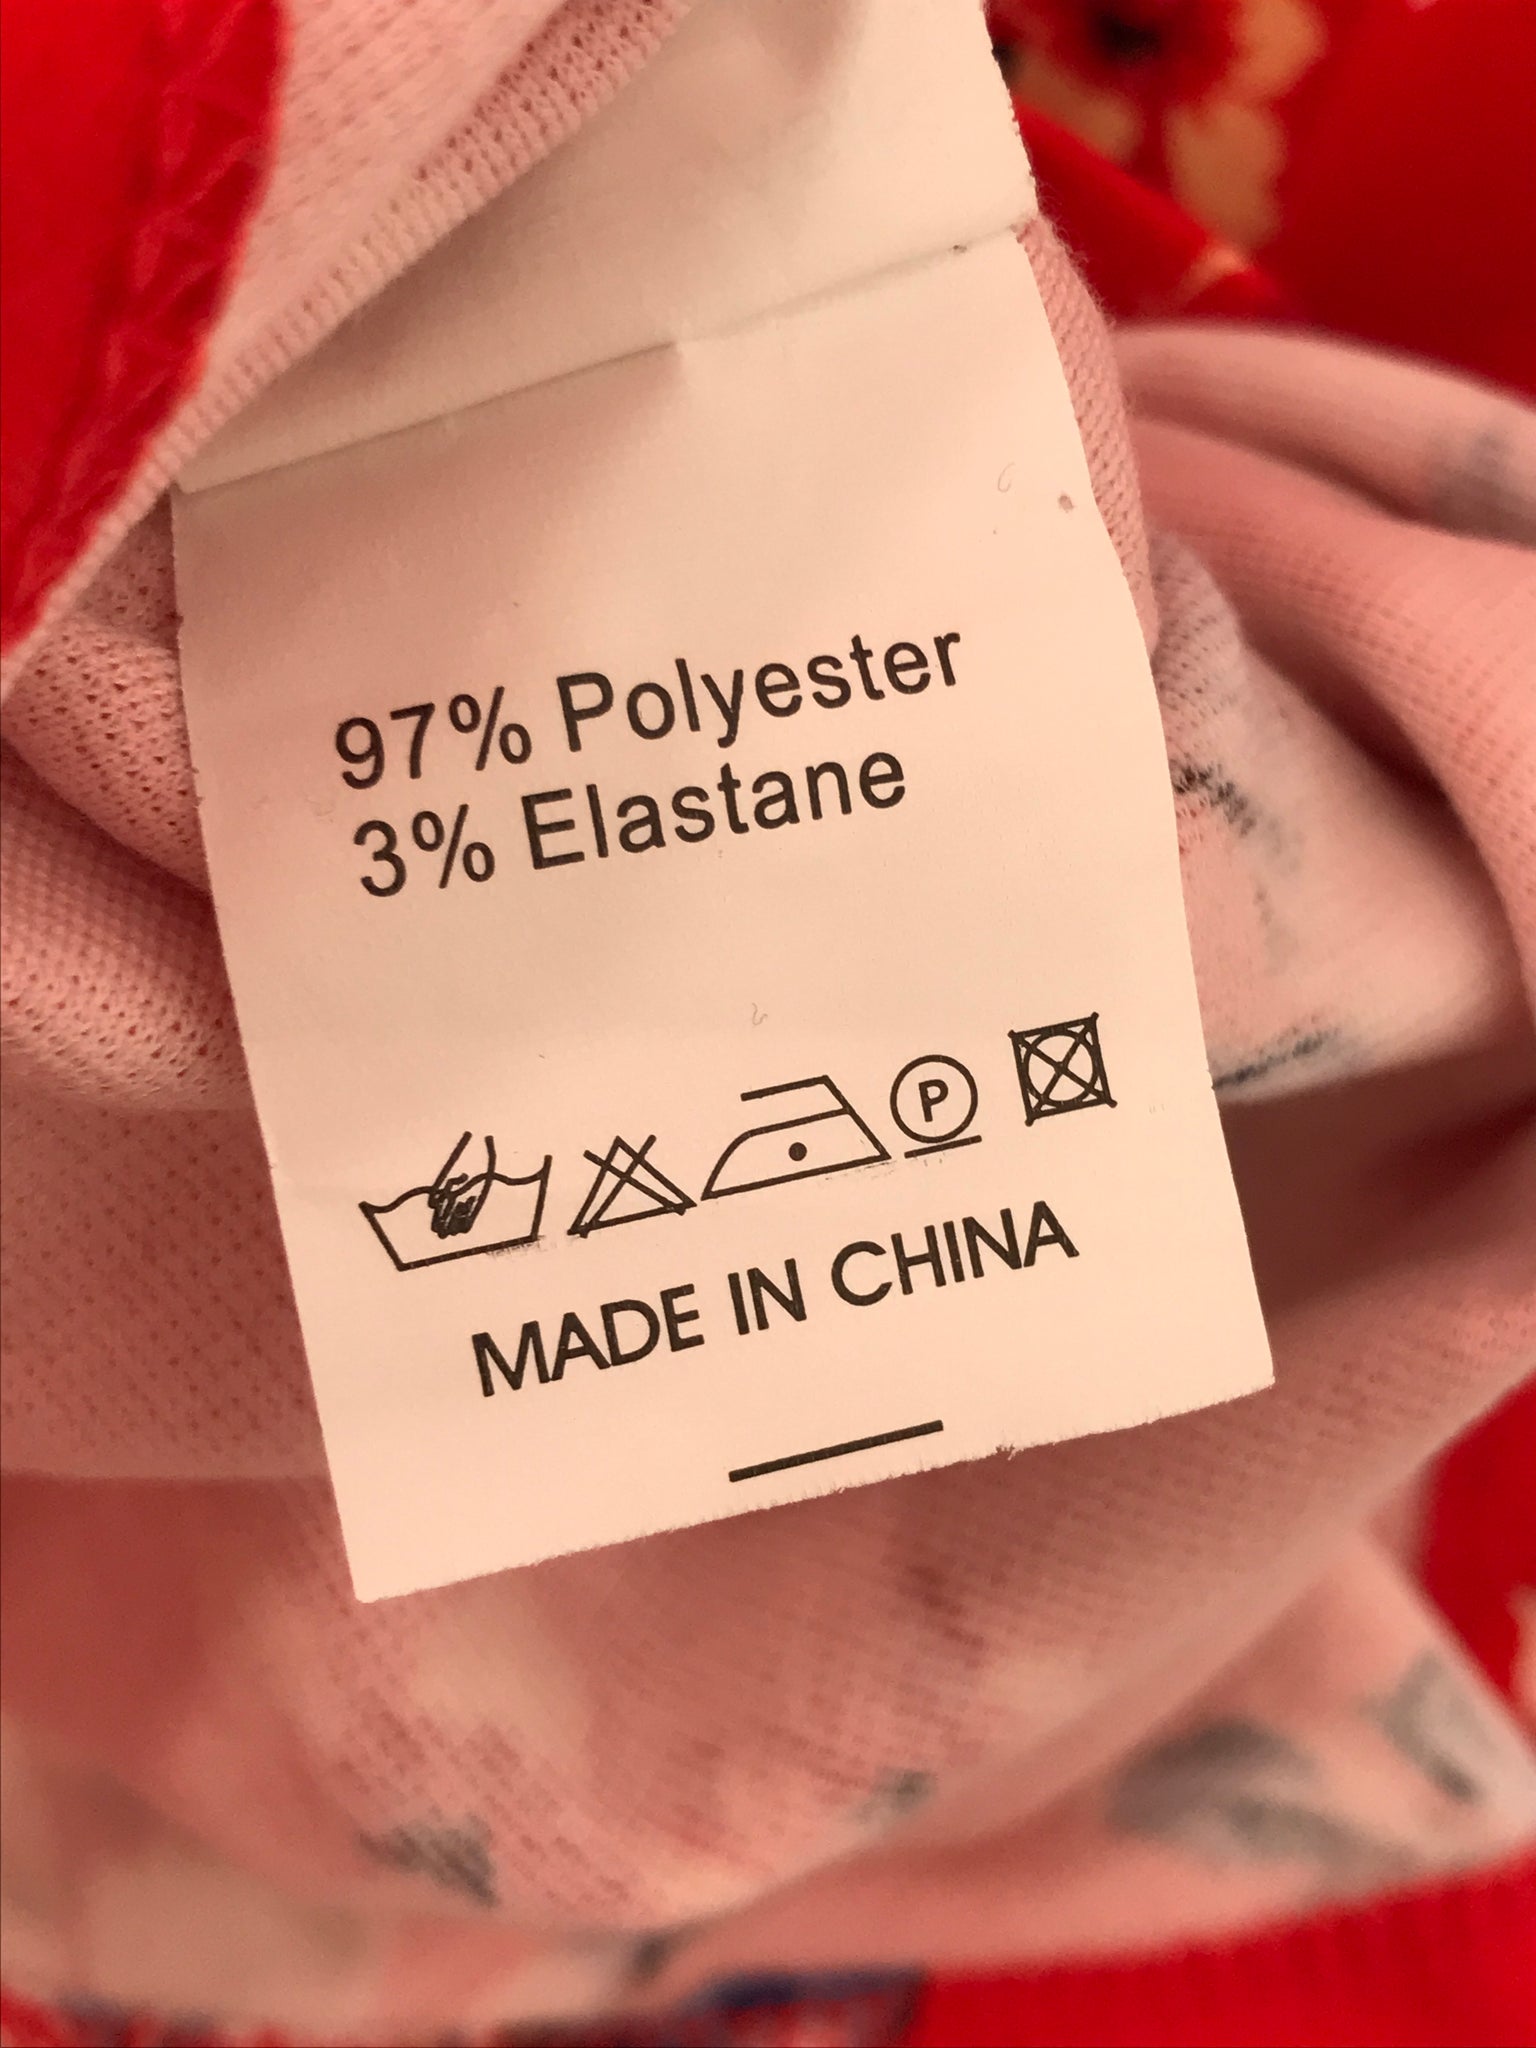 97% Polyester
3% Elastane
P
MADE IN CHINA